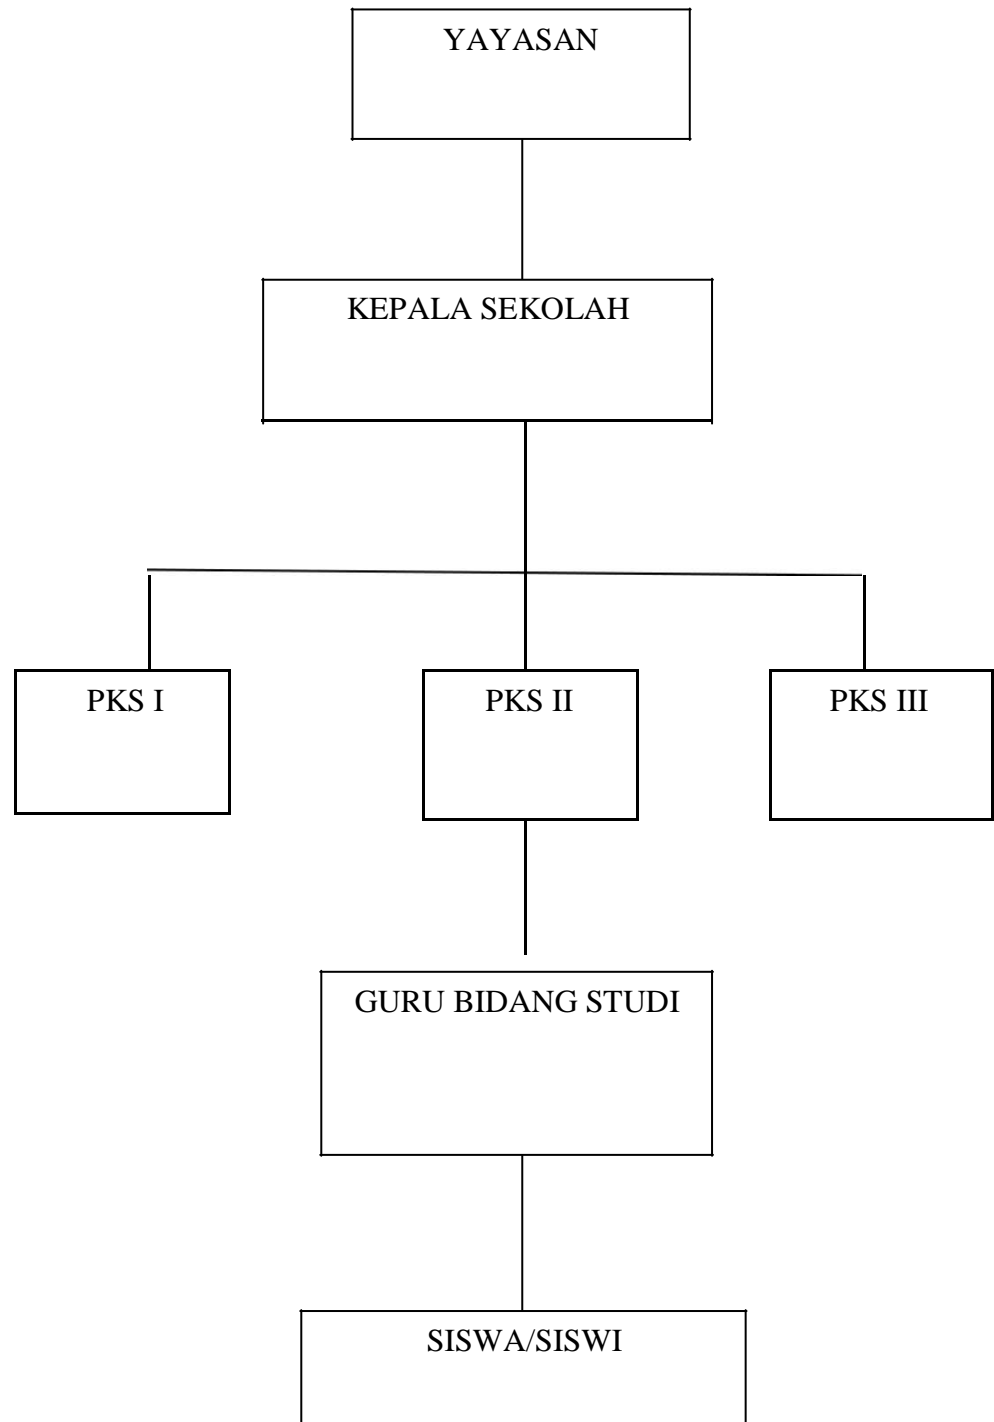 YAYASAN
KEPALA SEKOLAH
PKS I
PKS II
PKS III
GURU BIDANG STUDI
SISWA/SISWI